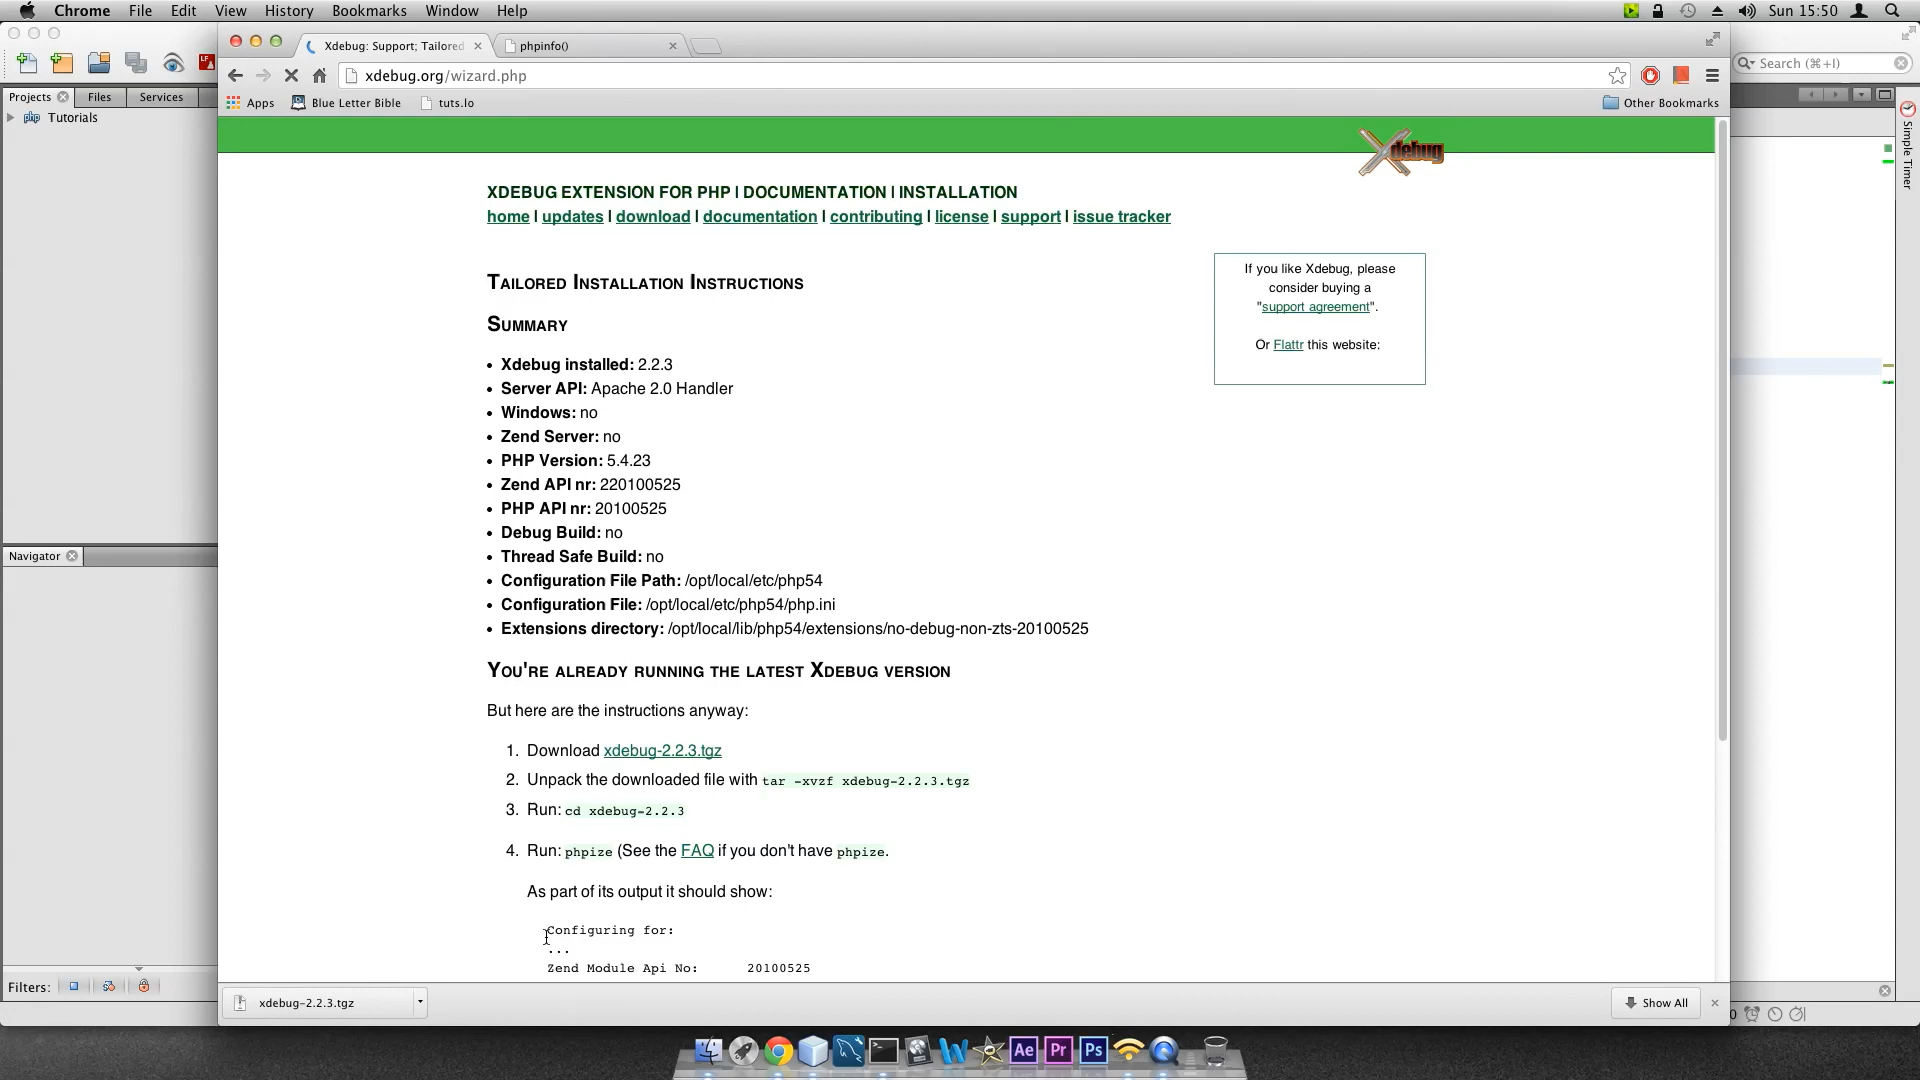 Chrome File Edit View History Bookmarks Window Help Sun 15:50
Xdebug: Support; Tailored phpinfo()
xdebug.org/wizard.php
Search (⌘+I)
Apps Blue Letter Bible tuts.lo Other Bookmarks
Projects Files Services
php Tutorials
Simple Timer
Xdebug
XDEBUG EXTENSION FOR PHP | DOCUMENTATION | INSTALLATION
home | updates | download | documentation | contributing | license | support | issue tracker
TAILORED INSTALLATION INSTRUCTIONS
If you like Xdebug, please
consider buying a
"support agreement".
Or Flattr this website:
SUMMARY
• Xdebug installed: 2.2.3
• Server API: Apache 2.0 Handler
• Windows: no
• Zend Server: no
• PHP Version: 5.4.23
• Zend API nr: 220100525
• PHP API nr: 20100525
• Debug Build: no
• Thread Safe Build: no
• Configuration File Path: /opt/local/etc/php54
• Configuration File: /opt/local/etc/php54/php.ini
• Extensions directory: /opt/local/lib/php54/extensions/no-debug-non-zts-20100525
YOU'RE ALREADY RUNNING THE LATEST XDEBUG VERSION
But here are the instructions anyway:
1. Download xdebug-2.2.3.tgz
2. Unpack the downloaded file with tar -xvzf xdebug-2.2.3.tgz
3. Run: cd xdebug-2.2.3
4. Run: phpize (See the FAQ if you don't have phpize.
As part of its output it should show:
Configuring for:
...
Zend Module Api No: 20100525
Navigator
Filters:
xdebug-2.2.3.tgz
Show All
Ae Pr Ps